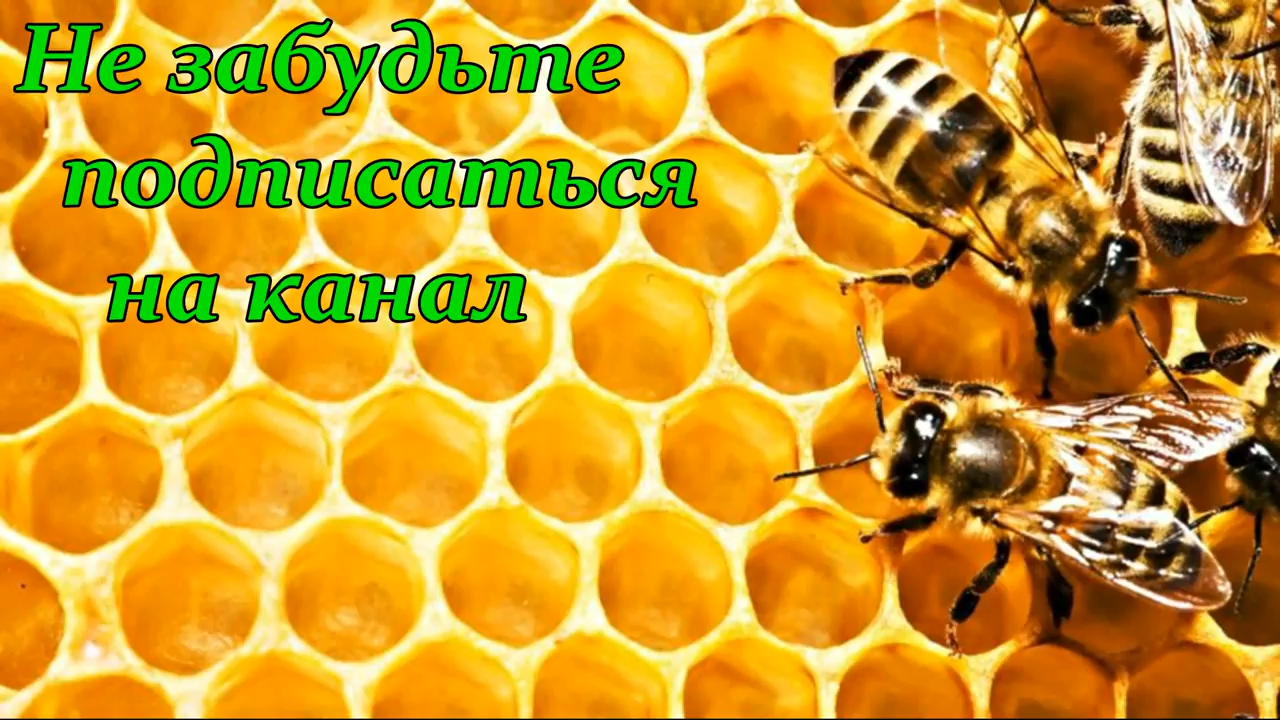 Не забудьте
подписаться
на канал